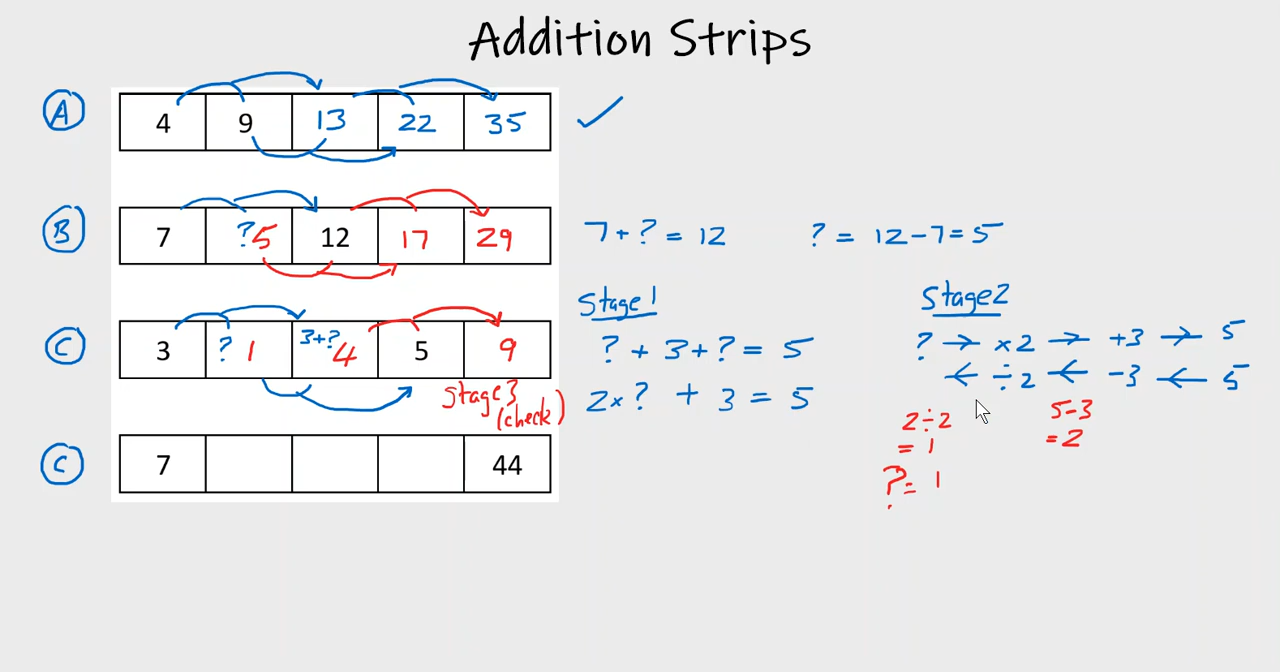 Addition Strips
A 4 9 13 22 35 ✓
B 7 ?5 12 17 29 7 + ? = 12 ? = 12 - 7 = 5
Stage 1
Stage 2
C 3 ? 1 3+? 4 5 9
? + 3 + ? = 5
? → ×2 → +3 → 5
← ÷2 ← -3 ← 5
Stage 3
(check)
2 × ? + 3 = 5
2 ÷ 2
= 1
5 - 3
= 2
C 7 44
? = 1